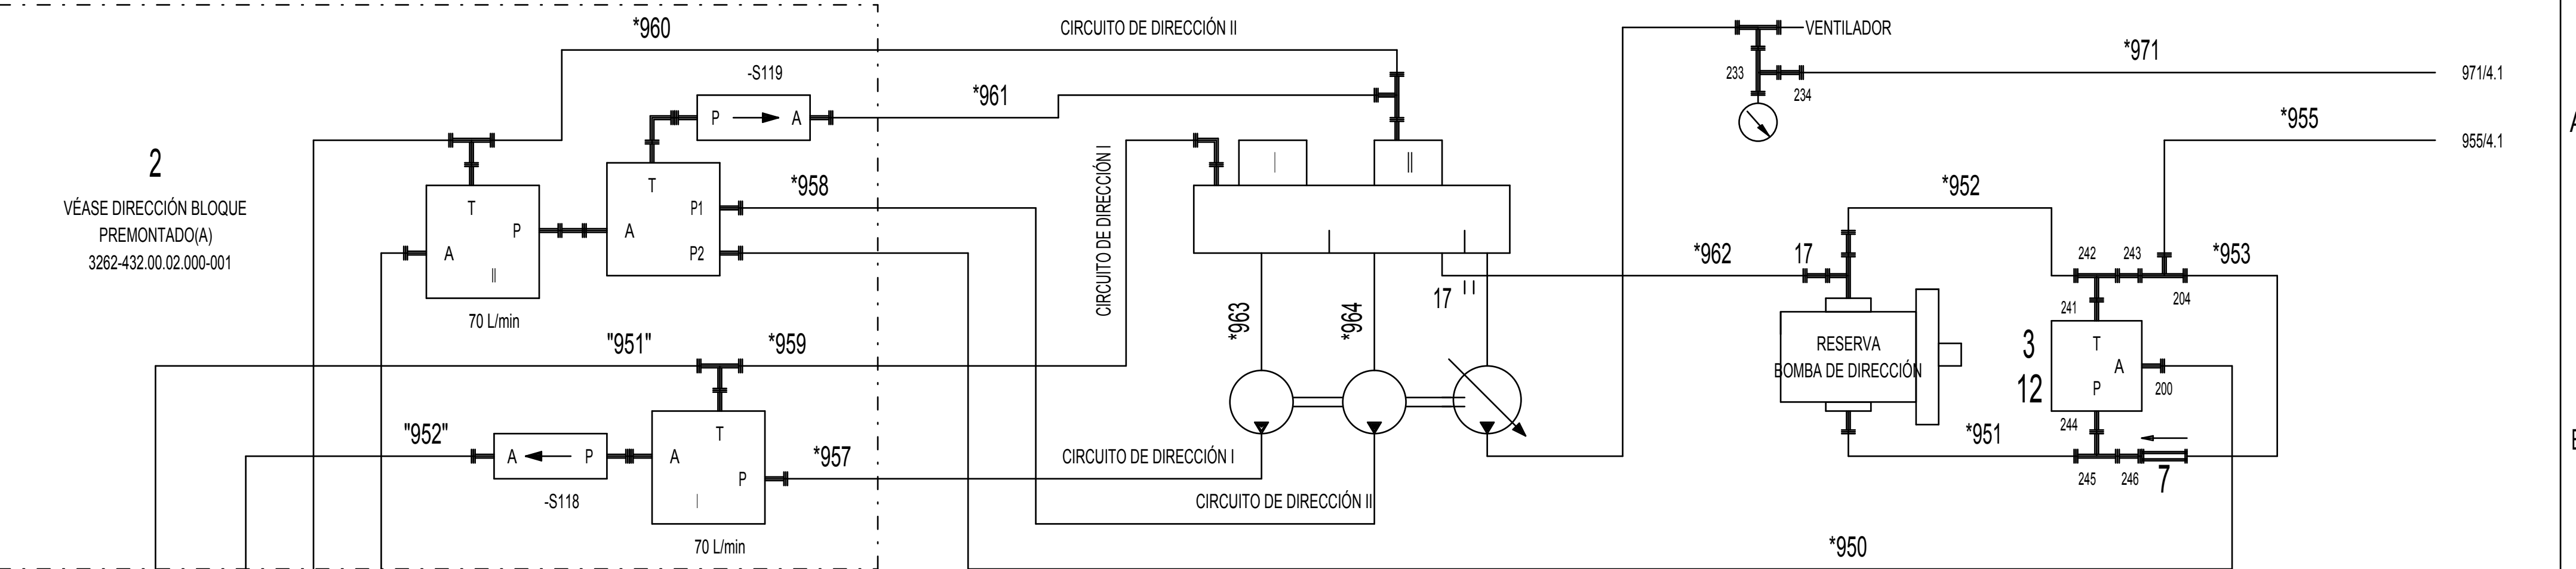 *960
CIRCUITO DE DIRECCIÓN II
VENTILADOR
*971
-S119
233
971/4.1
*961
234
P
A
*955
A
955/4.1
2
CIRCUITO DE DIRECCIÓN I
I
II
T
*958
*952
VÉASE DIRECCIÓN BLOQUE
PREMONTADO(A)
3262-432.00.02.000-001
T
P1
P
A
A
P2
II
*962
17
242
243
*953
17
204
241
70 L/min
*963
*964
"951"
*959
RESERVA
BOMBA DE DIRECCIÓN
3
12
T
A
P
200
"952"
T
244
*951
A
P
A
*957
CIRCUITO DE DIRECCIÓN I
P
245
246
7
-S118
I
CIRCUITO DE DIRECCIÓN II
70 L/min
*950